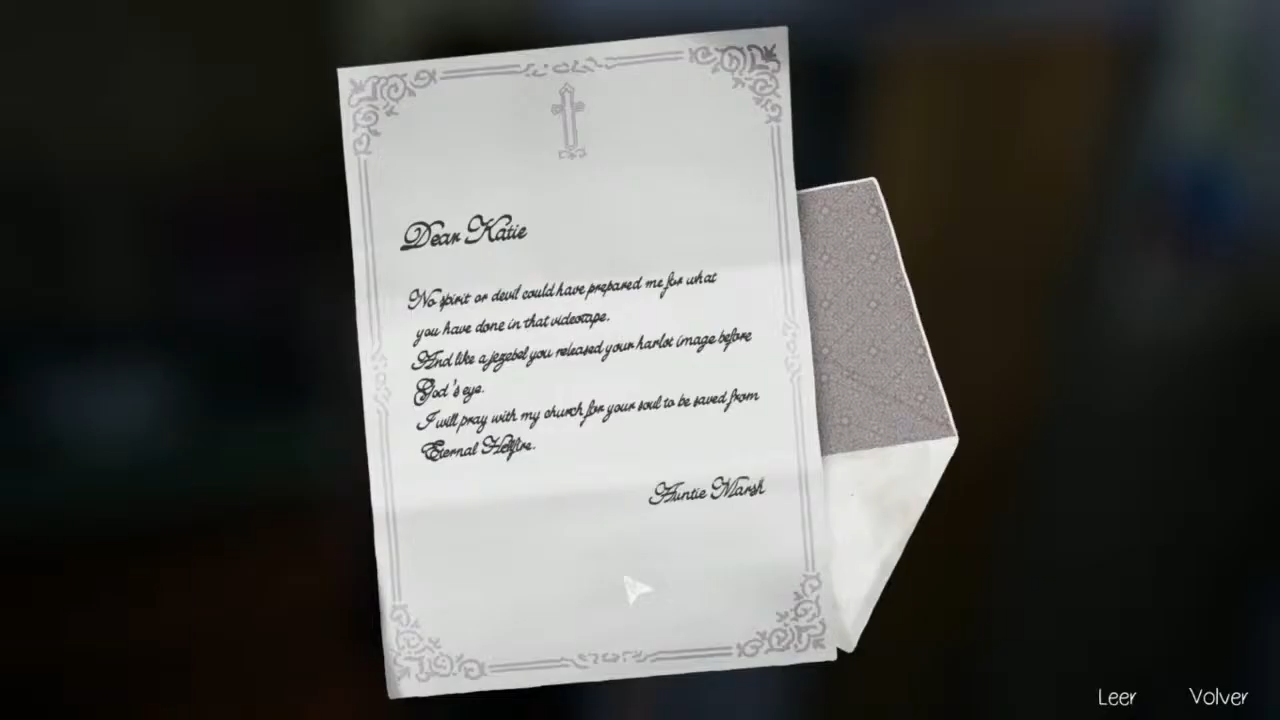 Dear Katie
No spirit or devil could have prepared me for what
you have done in that videotape.
And like a jezebel you released your harlot image before
God's eye.
I will pray with my church for your soul to be saved from
Eternal Hellfire.
Auntie Marsh
Leer
Volver